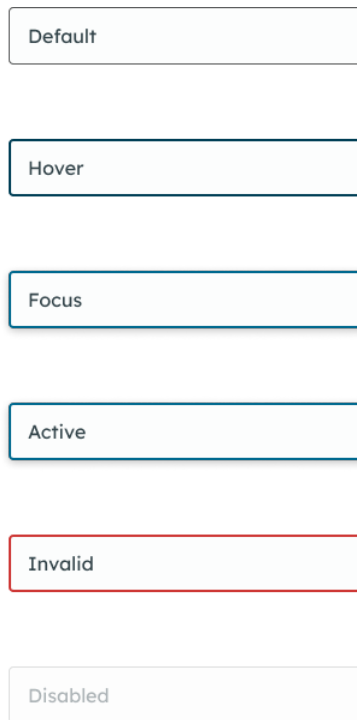 Default
Hover
Focus
Active
Invalid
Disabled